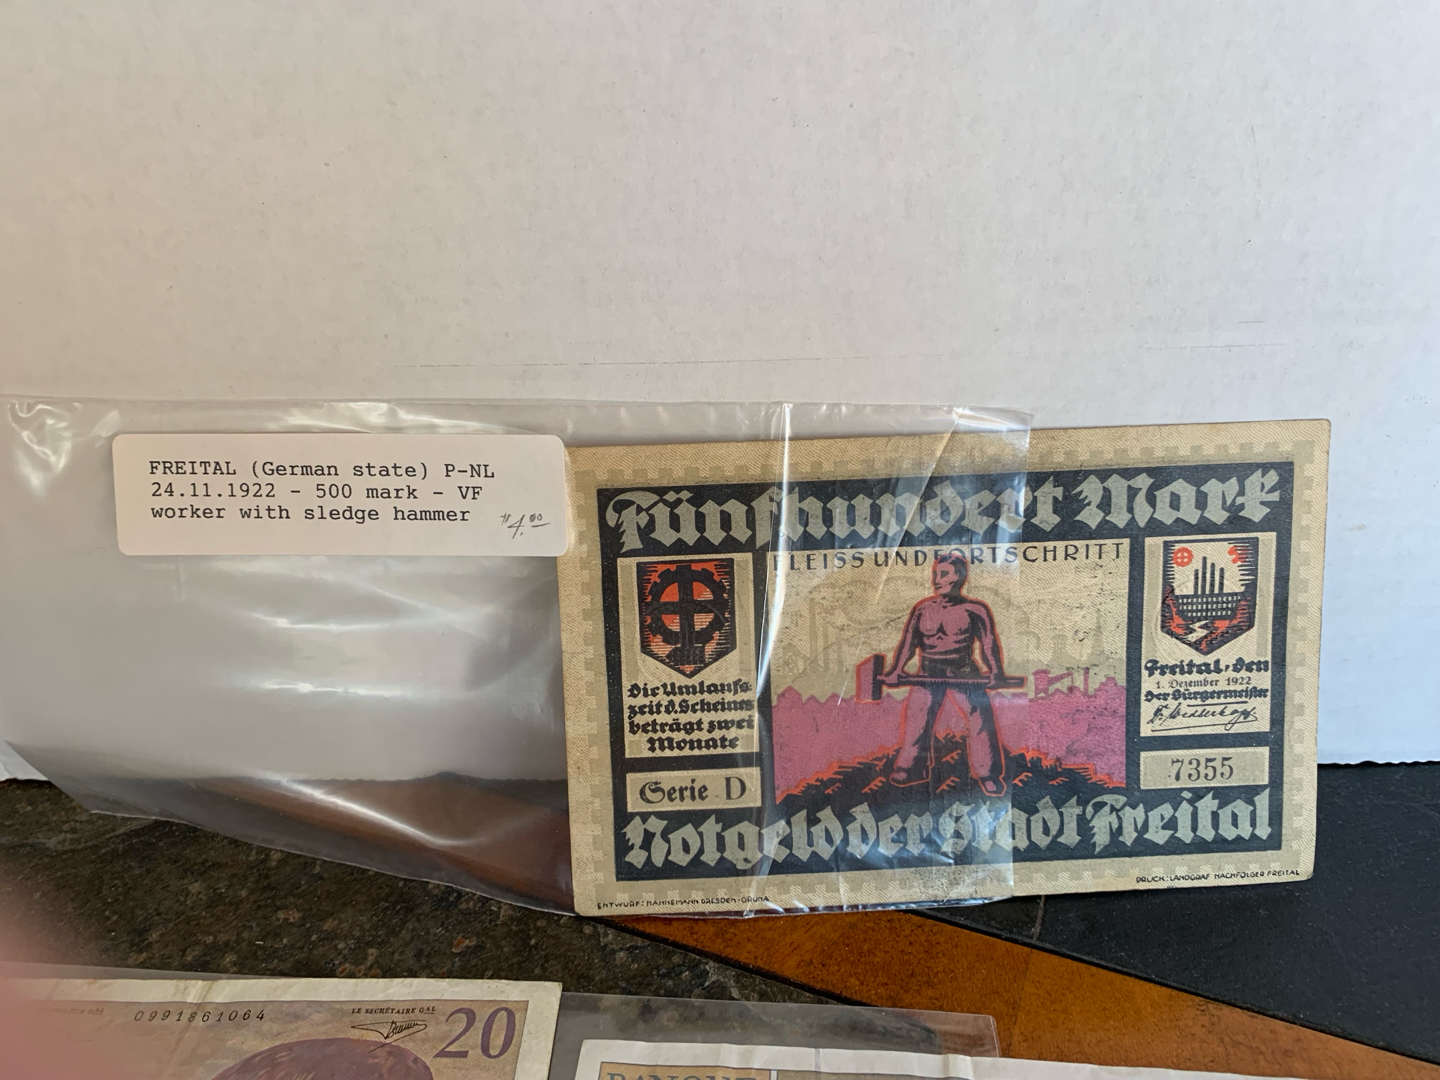 FREITAL (German state) P-NL
24.11.1922 - 500 mark - VF
worker with sledge hammer
$4.00
Fünfhundert Mark
FLEISS UND FORTSCHRITT
Die Umlaufs-
zeit d. Scheines
beträgt zwei
Monate
Serie D
Freital, den
1. Dezember 1922
Der Bürgermeister
7355
Notgeld der Stadt Freital
ENTWURF: HANNEMANN DRESDEN-GRUNA
DRUCK: LANDGRAF NACHFOLGER FREITAL
0991861064
LE SECRÉTAIRE GAL
20
BANQUE